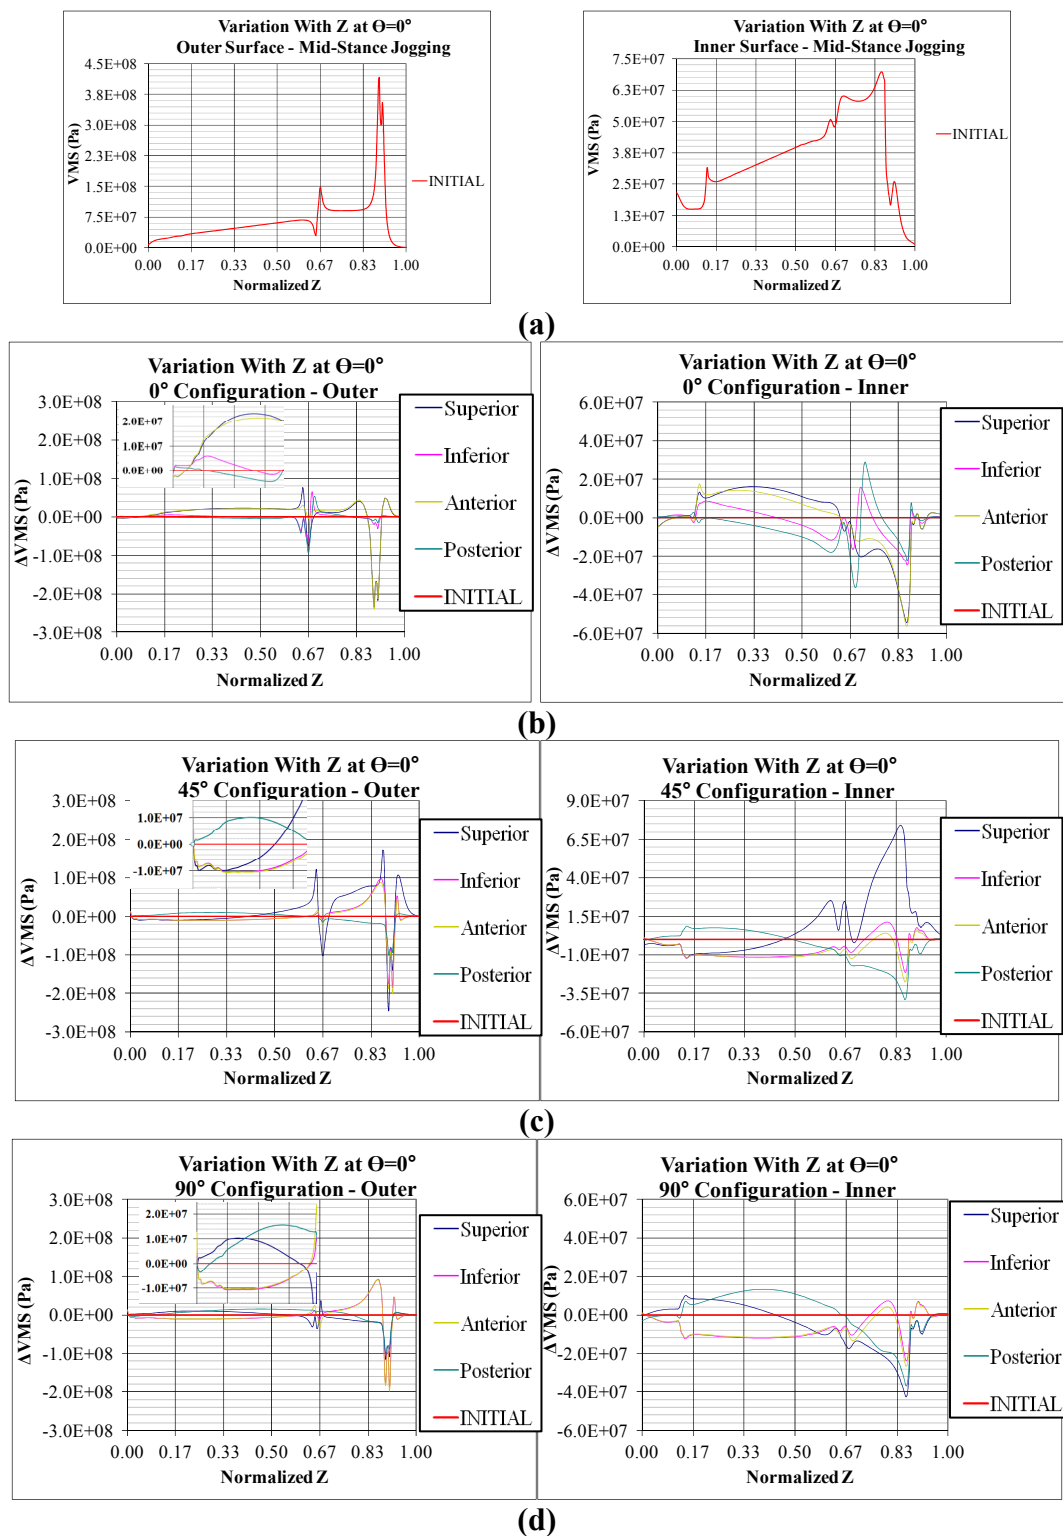 Variation With Z at Ө=0°
Outer Surface - Mid-Stance Jogging
4.5E+08
3.8E+08
3.0E+08
2.3E+08
1.5E+08
7.5E+07
0.0E+00
VMS (Pa)
INITIAL
0.00 0.17 0.33 0.50 0.67 0.83 1.00
Normalized Z
Variation With Z at Ө=0°
Inner Surface - Mid-Stance Jogging
7.5E+07
6.3E+07
5.0E+07
3.8E+07
2.5E+07
1.3E+07
0.0E+00
VMS (Pa)
INITIAL
0.00 0.17 0.33 0.50 0.67 0.83 1.00
Normalized Z
(a)
Variation With Z at Ө=0°
0° Configuration - Outer
3.0E+08
2.0E+08
1.0E+08
0.0E+00
-1.0E+08
-2.0E+08
-3.0E+08
ΔVMS (Pa)
2.0E+07
1.0E+07
0.0E+00
Superior
Inferior
Anterior
Posterior
INITIAL
0.00 0.17 0.33 0.50 0.67 0.83 1.00
Normalized Z
Variation With Z at Ө=0°
0° Configuration - Inner
6.0E+07
4.0E+07
2.0E+07
0.0E+00
-2.0E+07
-4.0E+07
-6.0E+07
ΔVMS (Pa)
Superior
Inferior
Anterior
Posterior
INITIAL
0.00 0.17 0.33 0.50 0.67 0.83 1.00
Normalized Z
(b)
Variation With Z at Ө=0°
45° Configuration - Outer
3.0E+08
2.0E+08
1.0E+08
0.0E+00
-1.0E+08
-2.0E+08
-3.0E+08
ΔVMS (Pa)
1.0E+07
0.0E+00
-1.0E+07
Superior
Inferior
Anterior
Posterior
INITIAL
0.00 0.17 0.33 0.50 0.67 0.83 1.00
Normalized Z
Variation With Z at Ө=0°
45° Configuration - Inner
9.0E+07
6.5E+07
4.0E+07
1.5E+07
-1.0E+07
-3.5E+07
-6.0E+07
ΔVMS (Pa)
Superior
Inferior
Anterior
Posterior
INITIAL
0.00 0.17 0.33 0.50 0.67 0.83 1.00
Normalized Z
(c)
Variation With Z at Ө=0°
90° Configuration - Outer
3.0E+08
2.0E+08
1.0E+08
0.0E+00
-1.0E+08
-2.0E+08
-3.0E+08
ΔVMS (Pa)
2.0E+07
1.0E+07
0.0E+00
-1.0E+07
Superior
Inferior
Anterior
Posterior
INITIAL
0.00 0.17 0.33 0.50 0.67 0.83 1.00
Normalized Z
Variation With Z at Ө=0°
90° Configuration - Inner
6.0E+07
4.0E+07
2.0E+07
0.0E+00
-2.0E+07
-4.0E+07
-6.0E+07
ΔVMS (Pa)
Superior
Inferior
Anterior
Posterior
INITIAL
0.00 0.17 0.33 0.50 0.67 0.83 1.00
Normalized Z
(d)